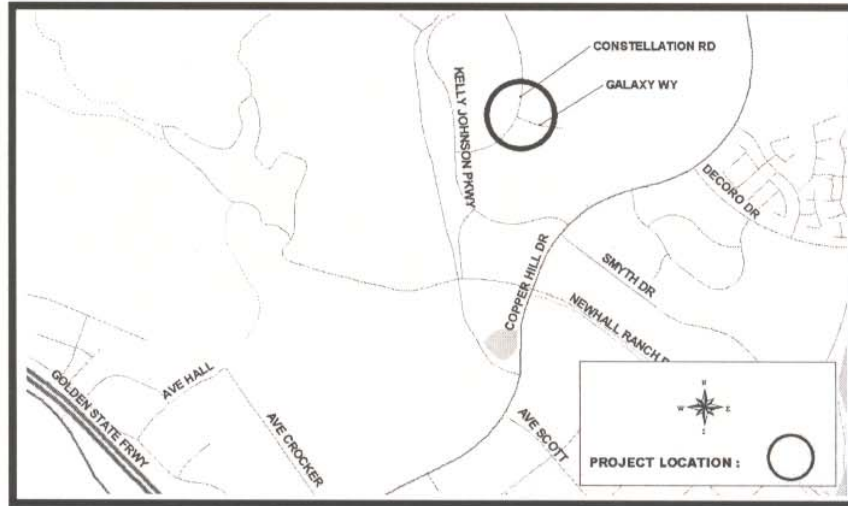 CONSTELLATION RD
GALAXY WY
KELLY JOHNSON PKWY
DECORO DR
SMYTH DR
COPPER HILL DR
NEWHALL RANCH
AVE HALL
GOLDEN STATE FRWY
AVE CROCKER
AVE SCOTT
N
W E
S
PROJECT LOCATION :